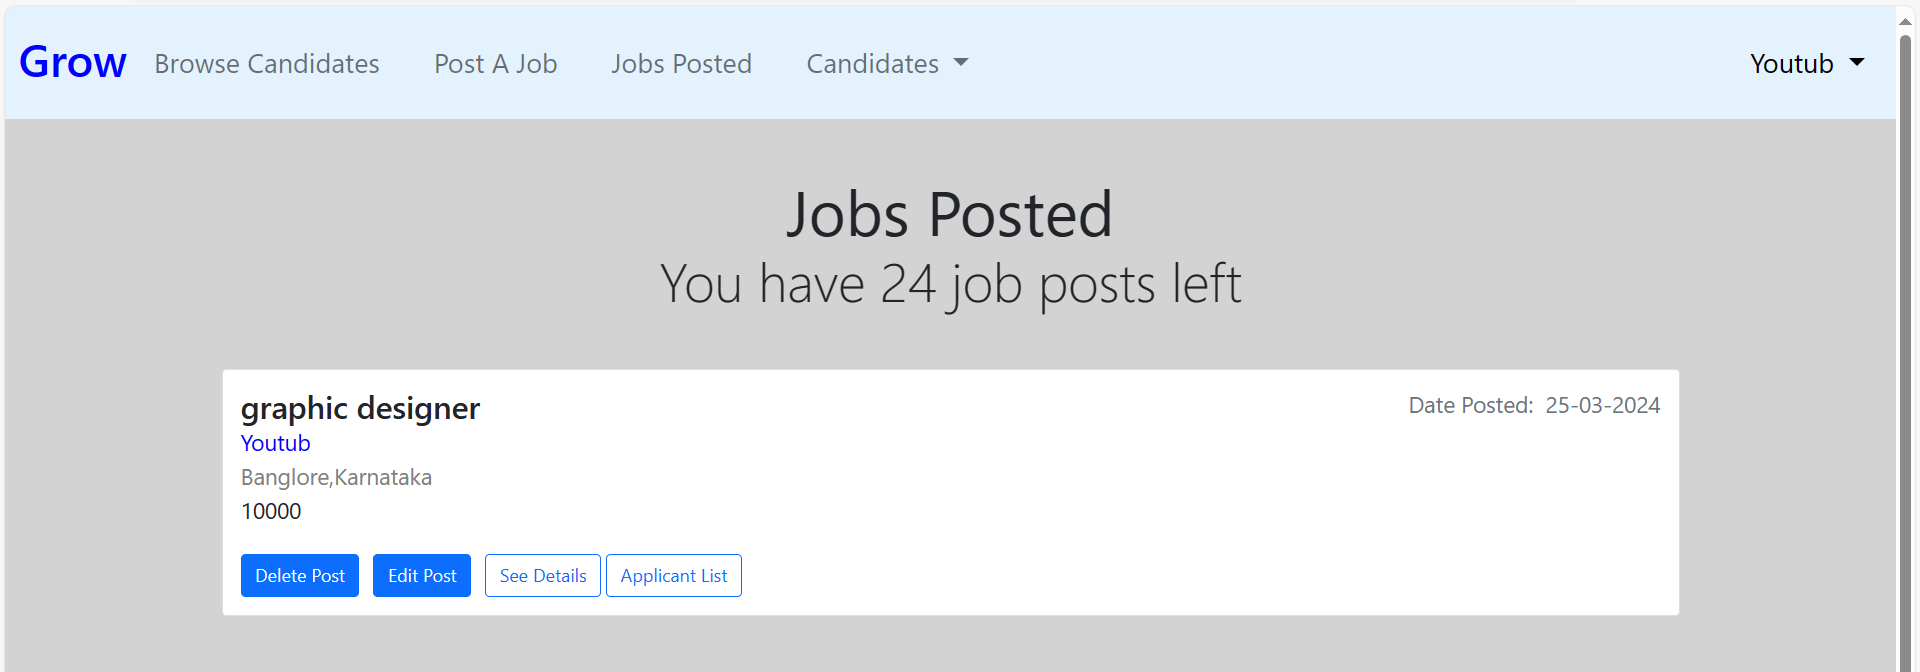 Grow Browse Candidates Post A Job Jobs Posted Candidates Youtub
Jobs Posted
You have 24 job posts left
graphic designer Date Posted: 25-03-2024
Youtub
Banglore,Karnataka
10000
Delete Post Edit Post See Details Applicant List